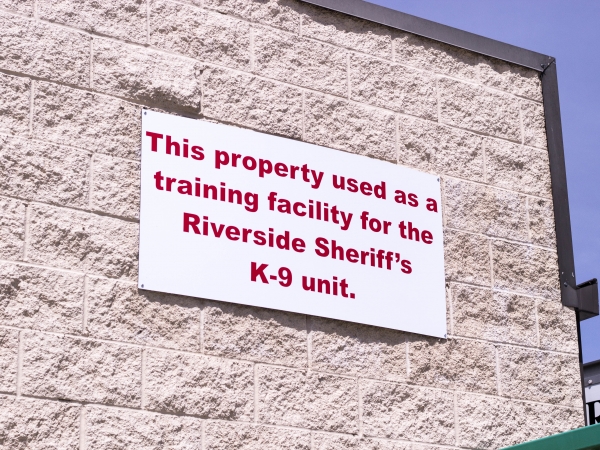 This property used as a
training facility for the
Riverside Sheriff's
K-9 unit.